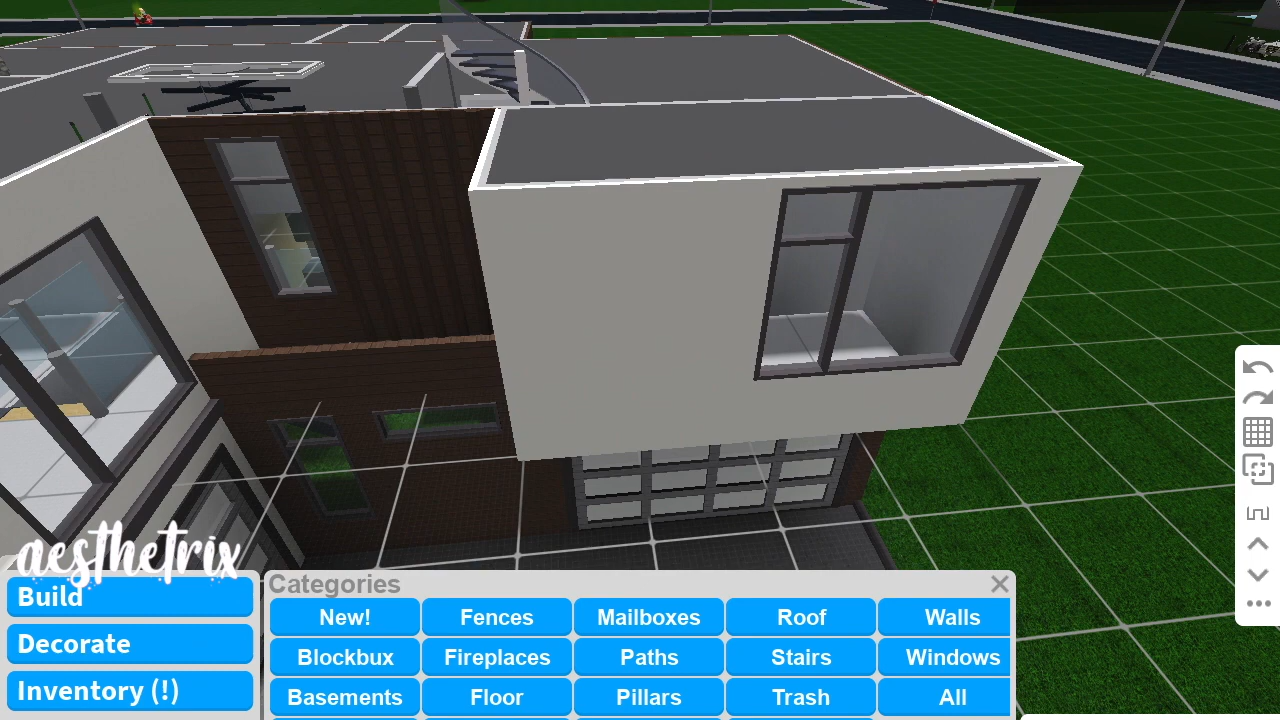 aesthetrix
Build
Decorate
Inventory (!)
Categories
New!
Fences
Mailboxes
Roof
Walls
Blockbux
Fireplaces
Paths
Stairs
Windows
Basements
Floor
Pillars
Trash
All